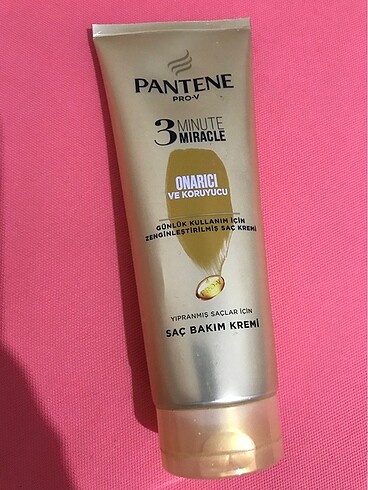 PANTENE
PRO-V
3 MINUTE
MIRACLE
ONARICI
VE KORUYUCU
GÜNLÜK KULLANIM İÇİN
ZENGİNLEŞTİRİLMİŞ SAÇ KREMİ
YIPRANMIŞ SAÇLAR İÇİN
SAÇ BAKIM KREMİ